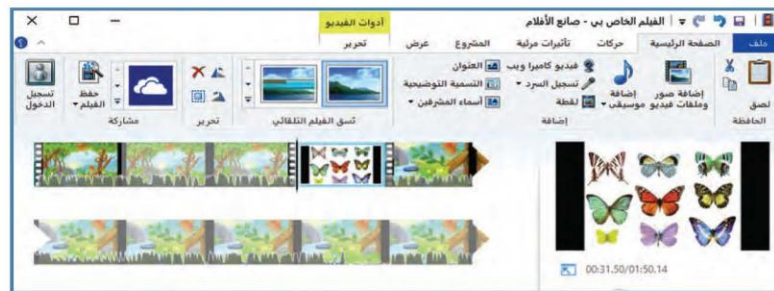 أدوات الفيديو
الفيلم الخاص بي - صانع الأفلام
ملف الصفحة الرئيسية حركات تأثيرات مرئية المشروع عرض تحرير
لصق
الحافظة
إضافة صور وملفات فيديو
إضافة موسيقى
فيديو كاميرا ويب
تسجيل السرد
لقطة
العنوان
التسمية التوضيحية
أسماء المشرفين
إضافة
نسق الفيلم التلقائي
تحرير
حفظ الفيلم
مشاركة
تسجيل الدخول
00:31.50/01:50.14